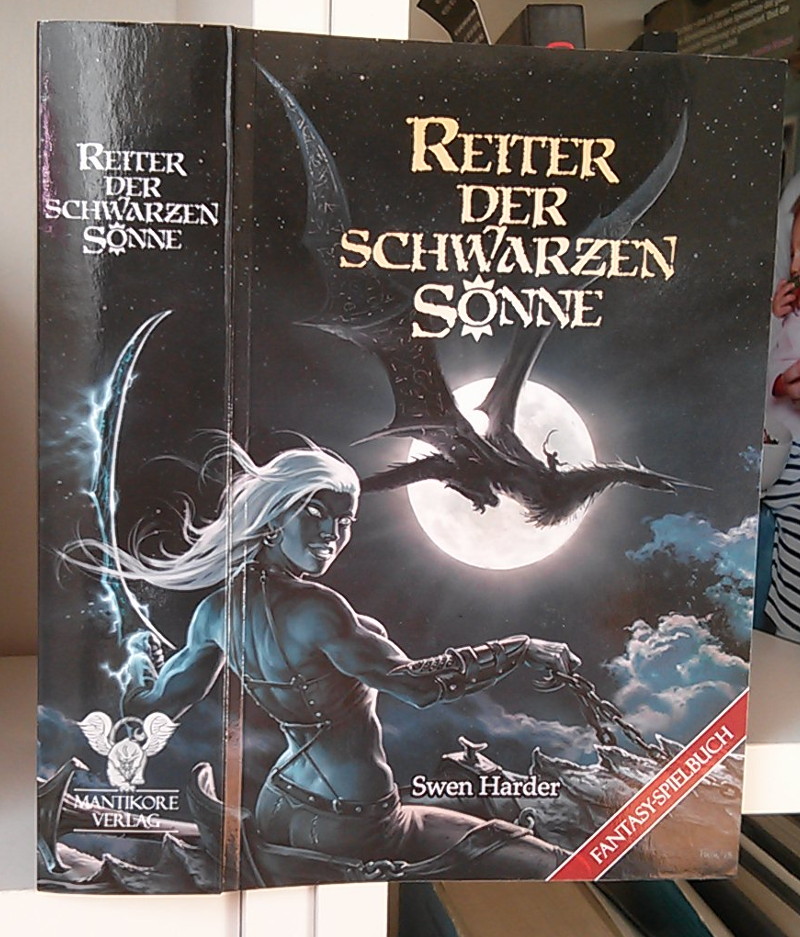 REITER
DER
SCHWARZEN
SONNE
MANTIKORE
VERLAG
REITER
DER
SCHWARZEN
SONNE
Swen Harder
FANTASY-SPIELBUCH